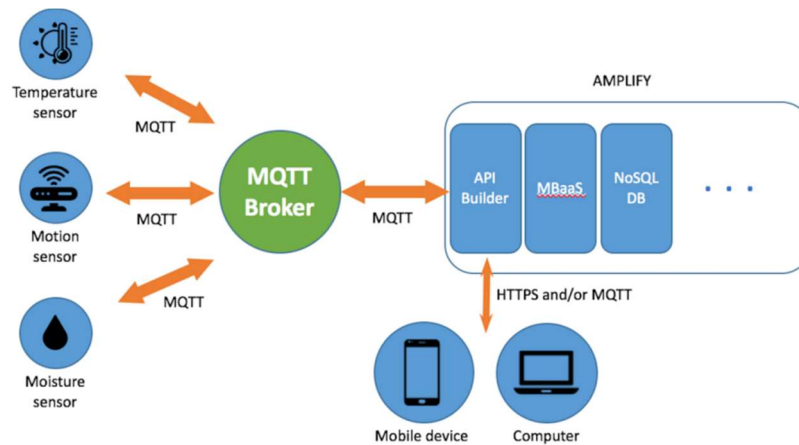 Temperature
sensor
MQTT
Motion
sensor
MQTT
Moisture
sensor
MQTT
MQTT
Broker
MQTT
AMPLIFY
API
Builder
MBaaS
NoSQL
DB
. . .
HTTPS and/or MQTT
Mobile device
Computer